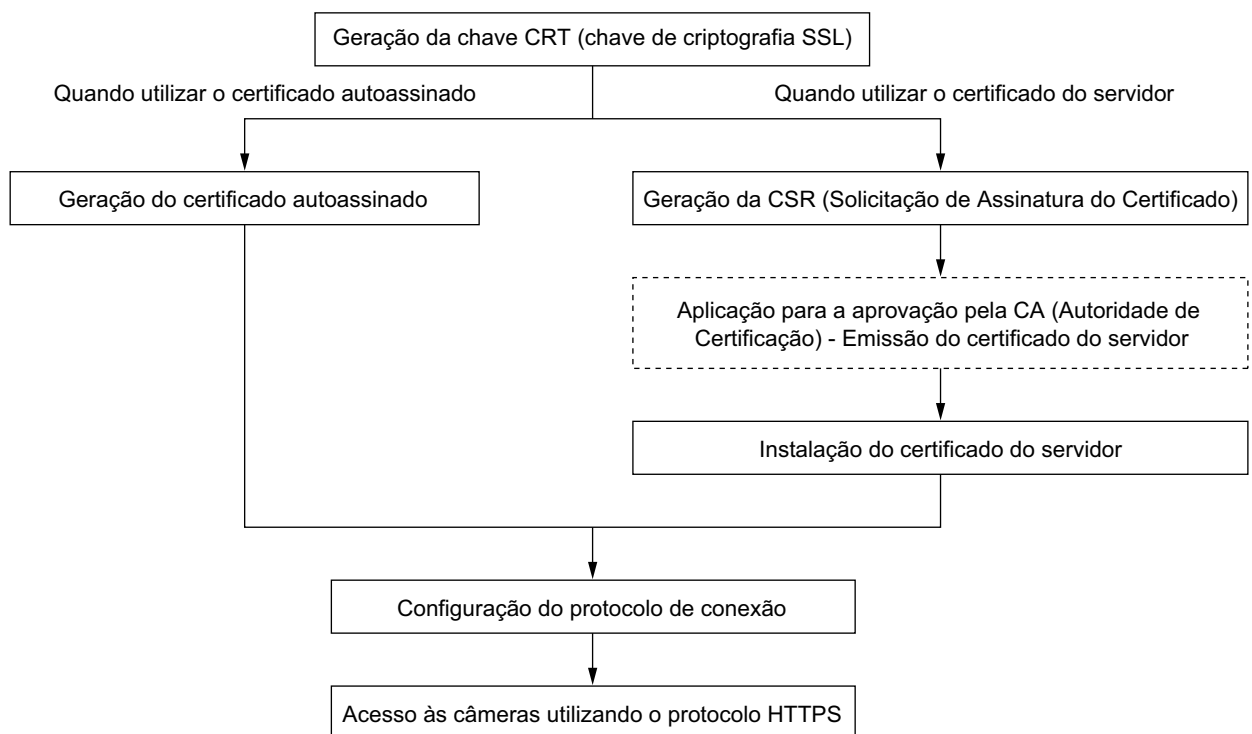 Geração da chave CRT (chave de criptografia SSL)
Quando utilizar o certificado autoassinado
Quando utilizar o certificado do servidor
Geração do certificado autoassinado
Geração da CSR (Solicitação de Assinatura do Certificado)
Aplicação para a aprovação pela CA (Autoridade de
Certificação) - Emissão do certificado do servidor
Instalação do certificado do servidor
Configuração do protocolo de conexão
Acesso às câmeras utilizando o protocolo HTTPS